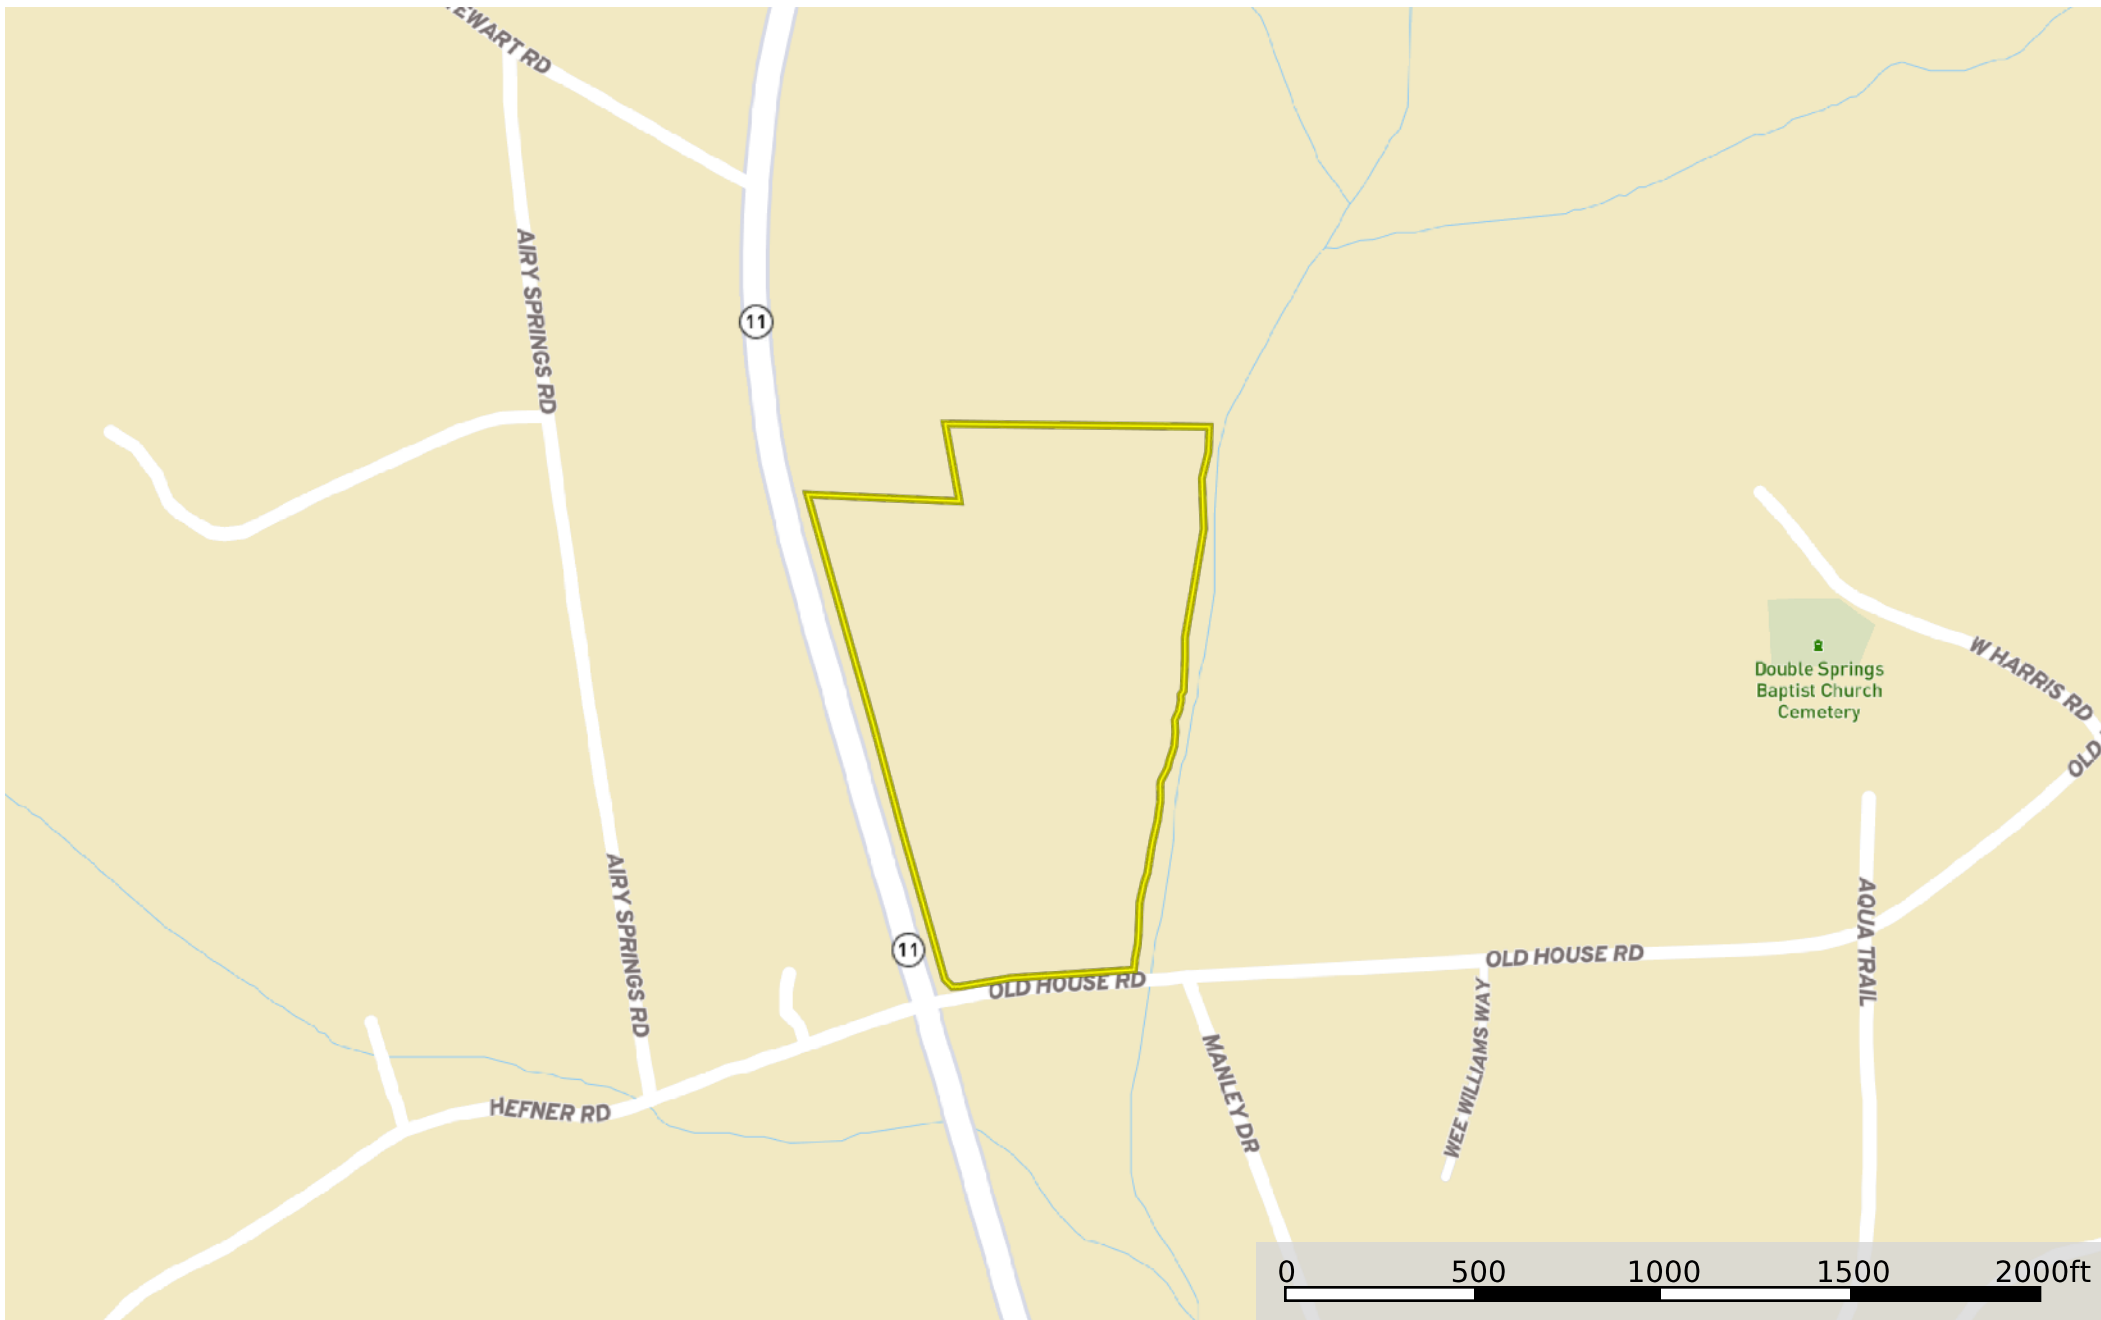 EWART RD
AIRY SPRINGS RD
11
W HARRIS RD
Double Springs
Baptist Church
Cemetery
OLD
AIRY SPRINGS RD
11
AQUA TRAIL
OLD HOUSE RD
OLD HOUSE RD
WEE WILLIAMS WAY
MANLEY DR
HEFNER RD
0 500 1000 1500 2000ft